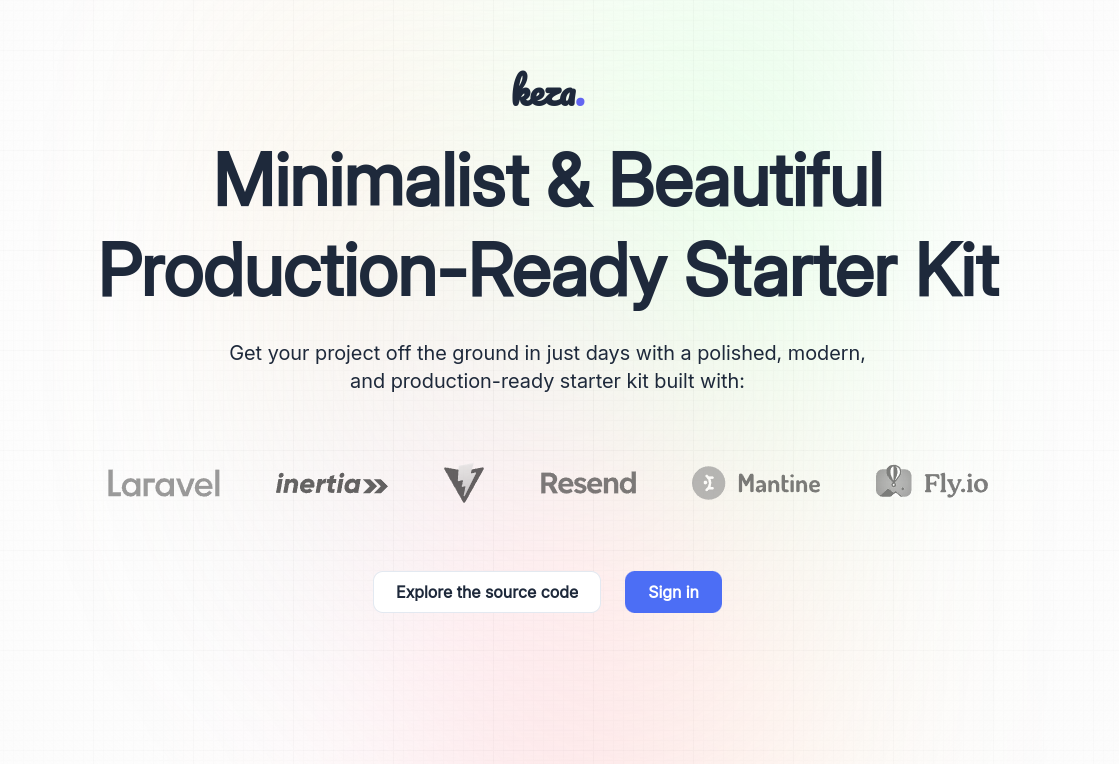 keza.
Minimalist & Beautiful
Production-Ready Starter Kit
Get your project off the ground in just days with a polished, modern,
and production-ready starter kit built with:
Laravel inertia Resend Mantine Fly.io
Explore the source code Sign in